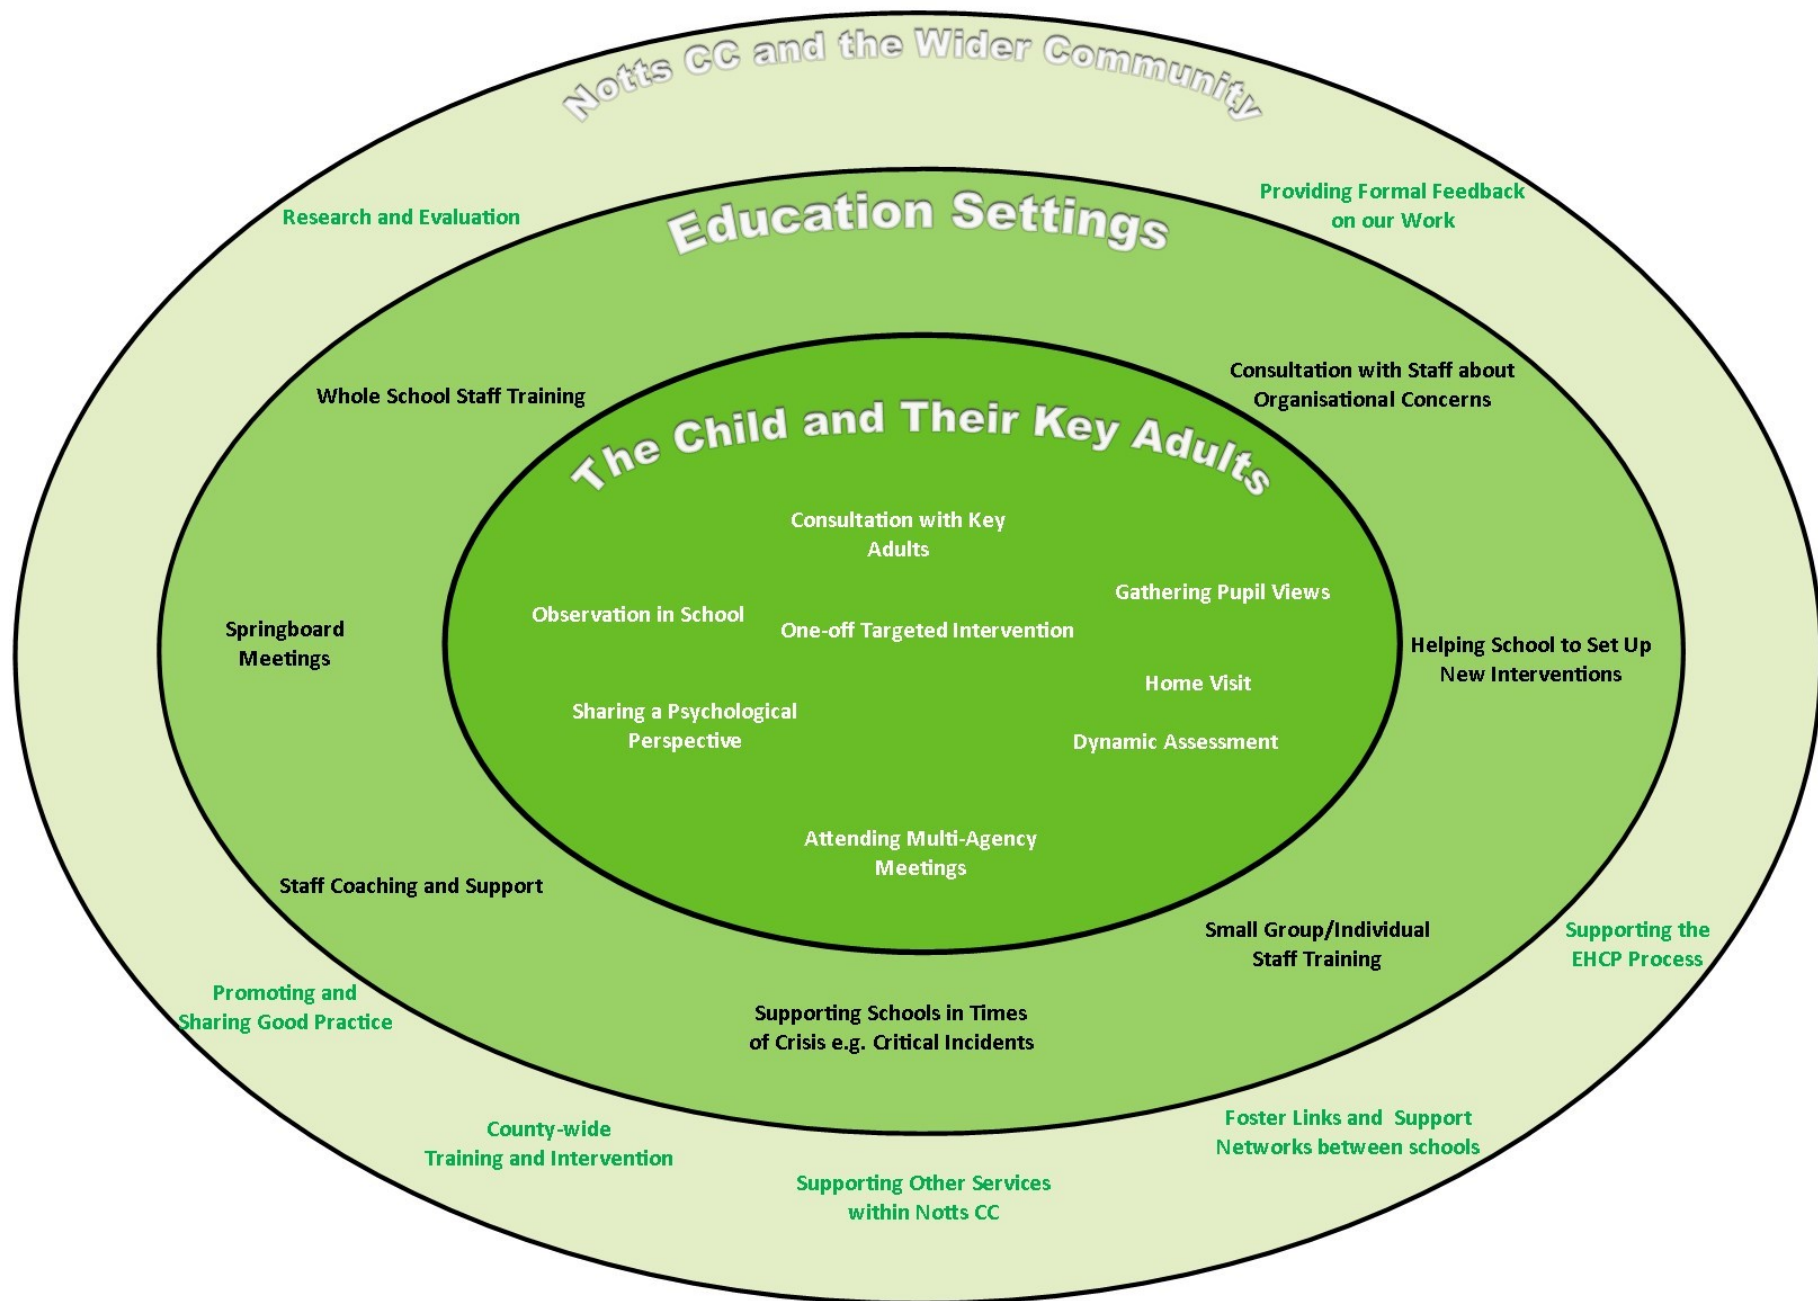 Notts CC and the Wider Community
Research and Evaluation
Providing Formal Feedback
on our Work
Education Settings
Whole School Staff Training
Consultation with Staff about
Organisational Concerns
The Child and Their Key Adults
Consultation with Key
Adults
Gathering Pupil Views
Observation in School
One-off Targeted Intervention
Springboard
Meetings
Helping School to Set Up
New Interventions
Home Visit
Sharing a Psychological
Perspective
Dynamic Assessment
Attending Multi-Agency
Meetings
Staff Coaching and Support
Small Group/Individual
Staff Training
Supporting the
EHCP Process
Promoting and
Sharing Good Practice
Supporting Schools in Times
of Crisis e.g. Critical Incidents
County-wide
Training and Intervention
Foster Links and  Support
Networks between schools
Supporting Other Services
within Notts CC